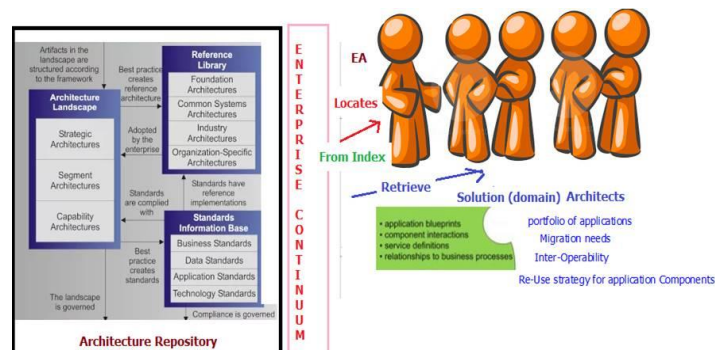 Artifacts in the
landscape are
structured according
to the framework
Best practice
creates
reference
architecture
Reference
Library
Foundation
Architectures
Common Systems
Architectures
Industry
Architectures
Organization-Specific
Architectures
Architecture
Landscape
Strategic
Architectures
Segment
Architectures
Capability
Architectures
Adopted
by the
enterprise
Standards
are complied
with
Standards have
reference
implementations
Standards
Information Base
Business Standards
Data Standards
Application Standards
Technology Standards
Best
practice
creates
standards
The landscape
is governed
Compliance is governed
Architecture Repository
ENTERPRISE CONTINUUM
EA
Locates
From Index
Retrieve
Solution (domain) Architects
• application blueprints
• component interactions
• service definitions
• relationships to business processes
portfolio of applications
Migration needs
Inter-Operability
Re-Use strategy for application Components